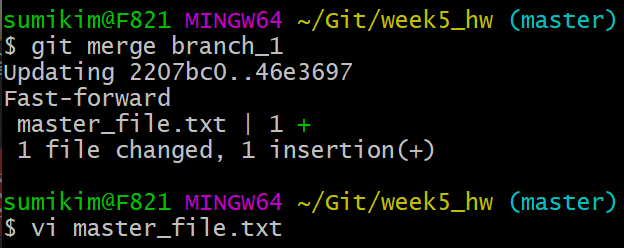 sumikim@F821 MINGW64 ~/Git/week5_hw (master)
$ git merge branch_1
Updating 2207bc0..46e3697
Fast-forward
 master_file.txt | 1 +
 1 file changed, 1 insertion(+)
sumikim@F821 MINGW64 ~/Git/week5_hw (master)
$ vi master_file.txt